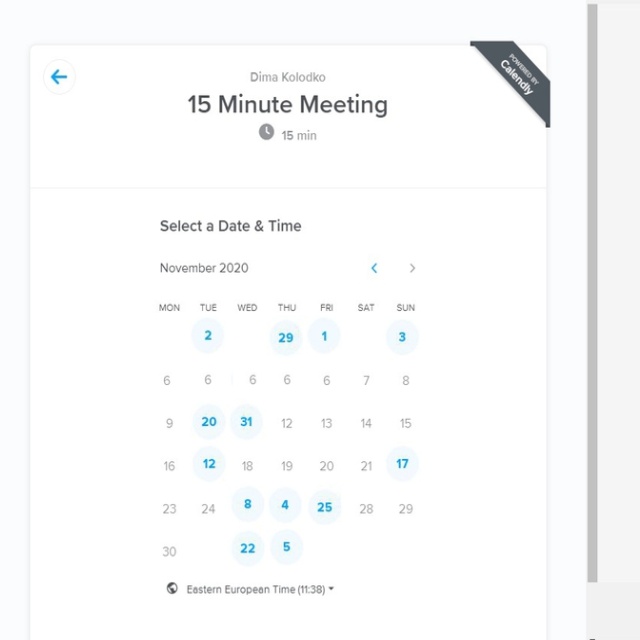 POWERED BY
Calendly
Dima Kolodko
15 Minute Meeting
15 min
Select a Date & Time
November 2020
MON TUE WED THU FRI SAT SUN
2 29 1 3
6 6 6 6 6 7 8
9 20 31 12 13 14 15
16 12 18 19 20 21 17
23 24 8 4 25 28 29
30 22 5
Eastern European Time (11:38)